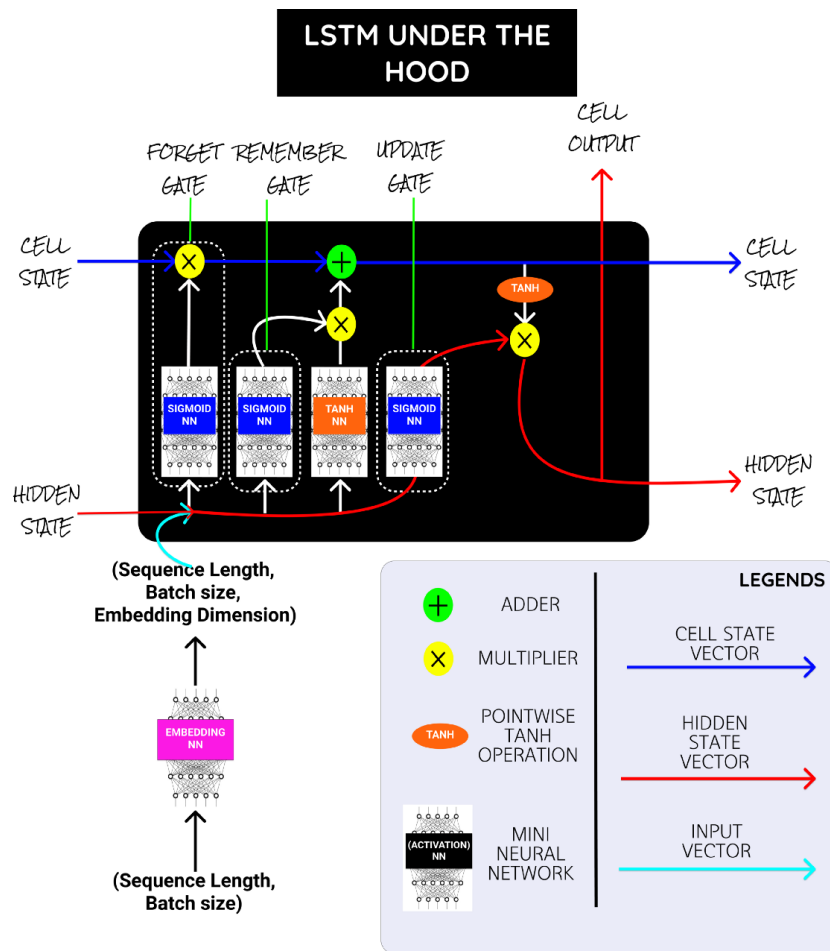 LSTM UNDER THE
HOOD
FORGET
GATE
REMEMBER
GATE
UPDATE
GATE
CELL
OUTPUT
CELL
STATE
CELL
STATE
×
+
TANH
×
×
SIGMOID
NN
SIGMOID
NN
TANH
NN
SIGMOID
NN
HIDDEN
STATE
HIDDEN
STATE
(Sequence Length,
Batch size,
Embedding Dimension)
EMBEDDING
NN
(Sequence Length,
Batch size)
LEGENDS
+
ADDER
×
MULTIPLIER
TANH
POINTWISE
TANH
OPERATION
(ACTIVATION)
NN
MINI
NEURAL
NETWORK
CELL STATE
VECTOR
HIDDEN
STATE
VECTOR
INPUT
VECTOR